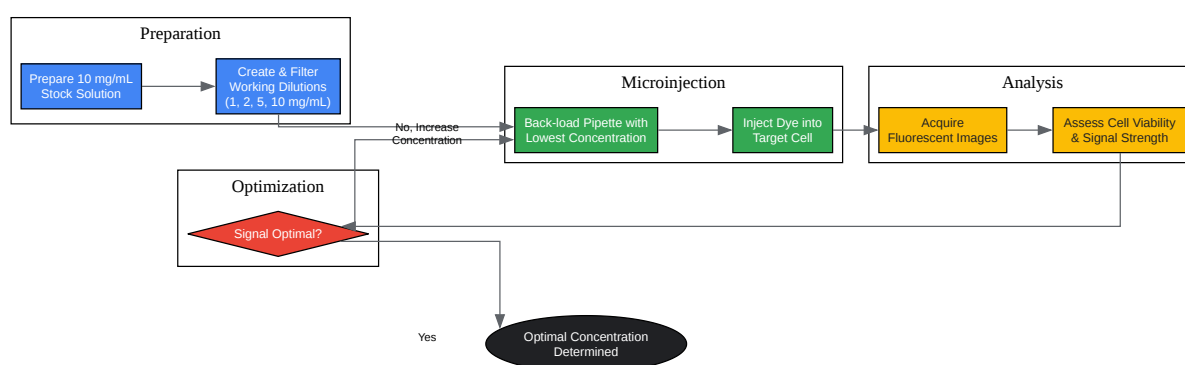 Preparation
Prepare 10 mg/mL
Stock Solution
Create & Filter
Working Dilutions
(1, 2, 5, 10 mg/mL)
No, Increase
Concentration
Microinjection
Back-load Pipette with
Lowest Concentration
Inject Dye into
Target Cell
Analysis
Acquire
Fluorescent Images
Assess Cell Viability
& Signal Strength
Optimization
Signal Optimal?
Yes
Optimal Concentration
Determined